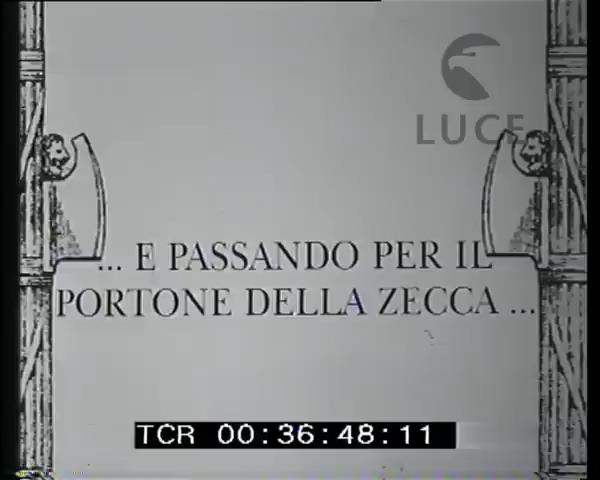 LUCE
... E PASSANDO PER IL
PORTONE DELLA ZECCA ...
TCR 00:36:48:11